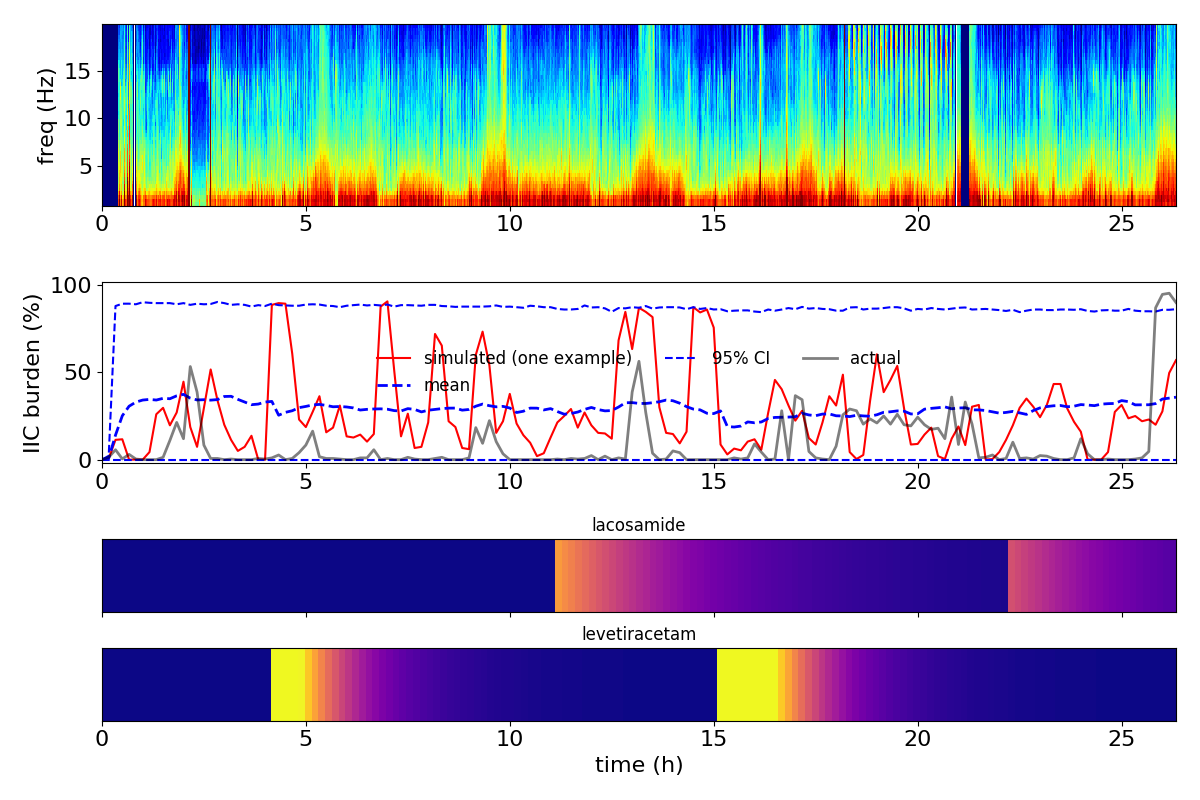 freq (Hz)
15
10
5
0 5 10 15 20 25
IIC burden (%)
100
50
0
simulated (one example) 95% CI actual
mean
0 5 10 15 20 25
lacosamide
levetiracetam
0 5 10 15 20 25
time (h)